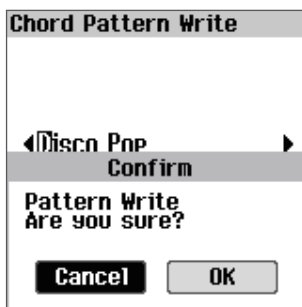 Chord Pattern Write
Disco Pop
Confirm
Pattern Write
Are you sure?
Cancel
OK